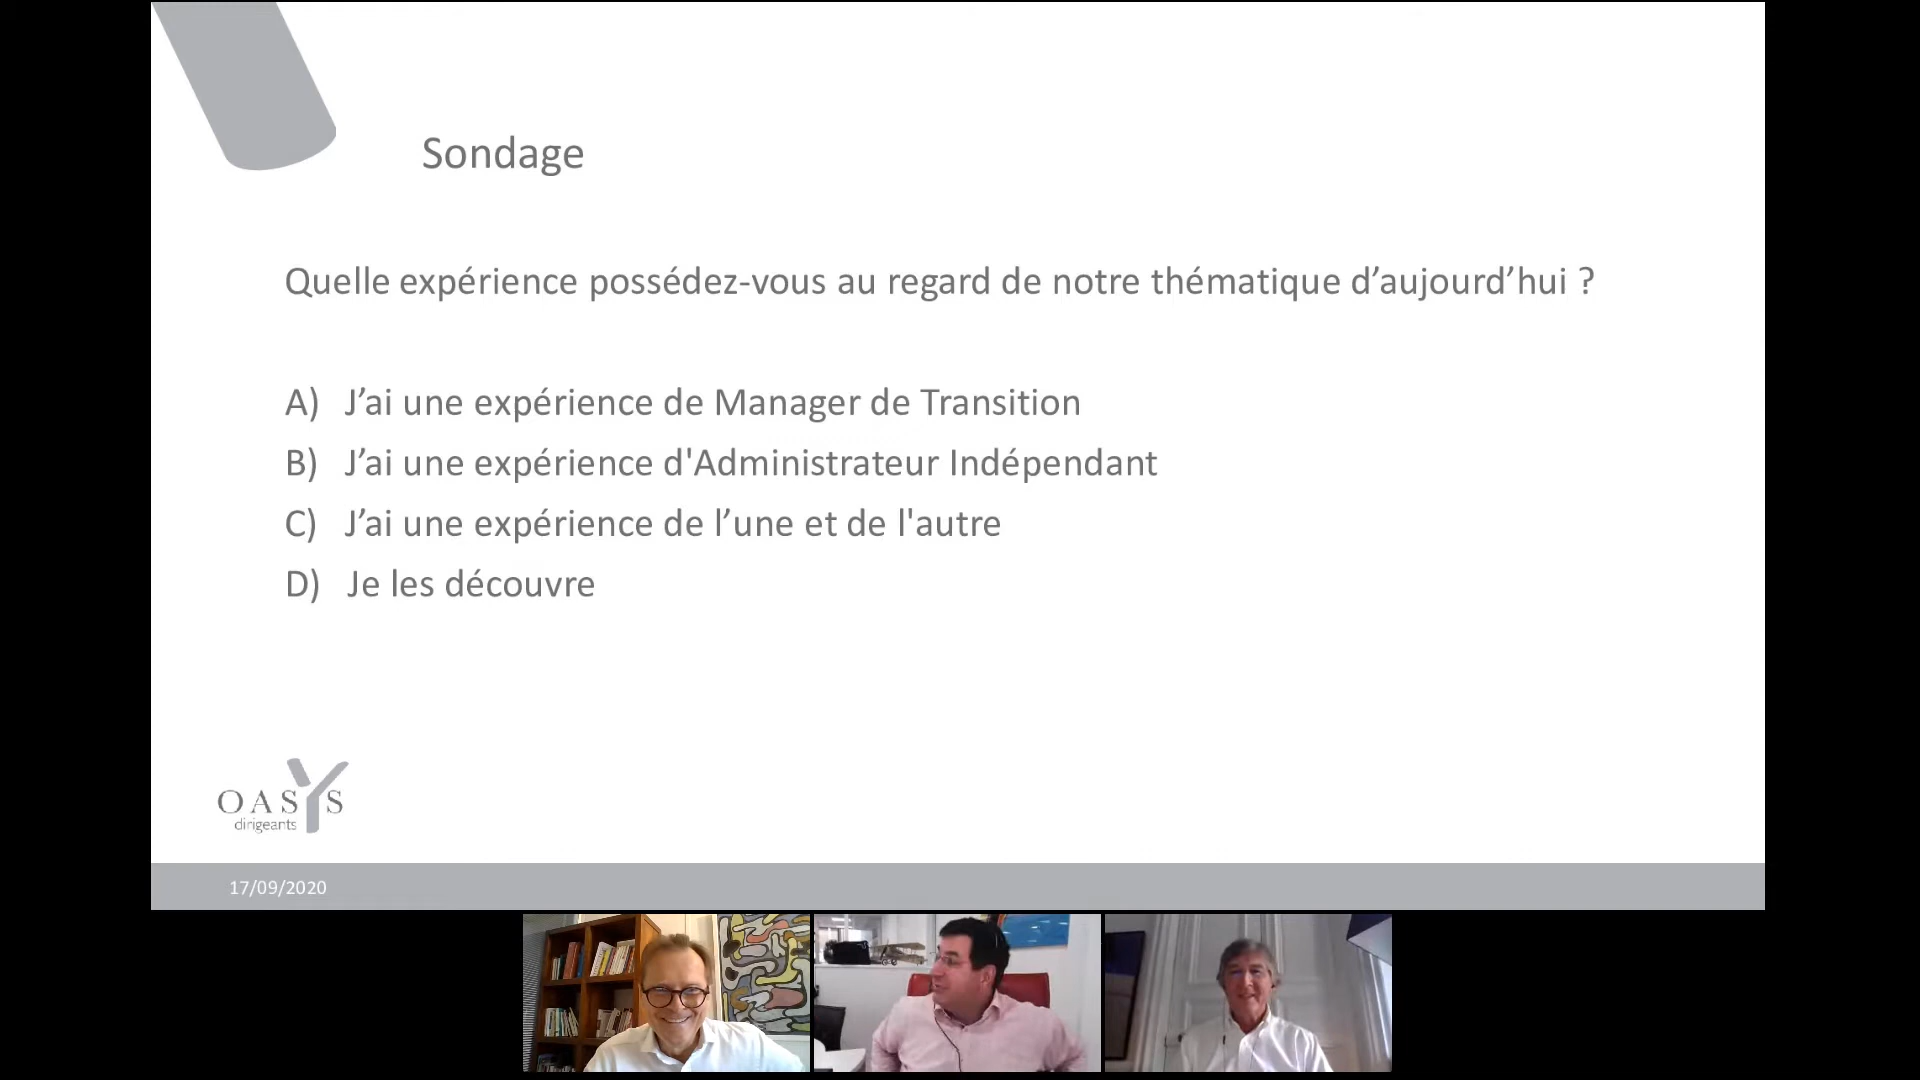 Sondage
Quelle expérience possédez-vous au regard de notre thématique d’aujourd’hui ?
A) J’ai une expérience de Manager de Transition
B) J’ai une expérience d'Administrateur Indépendant
C) J’ai une expérience de l’une et de l'autre
D) Je les découvre
OASYS
dirigeants
17/09/2020